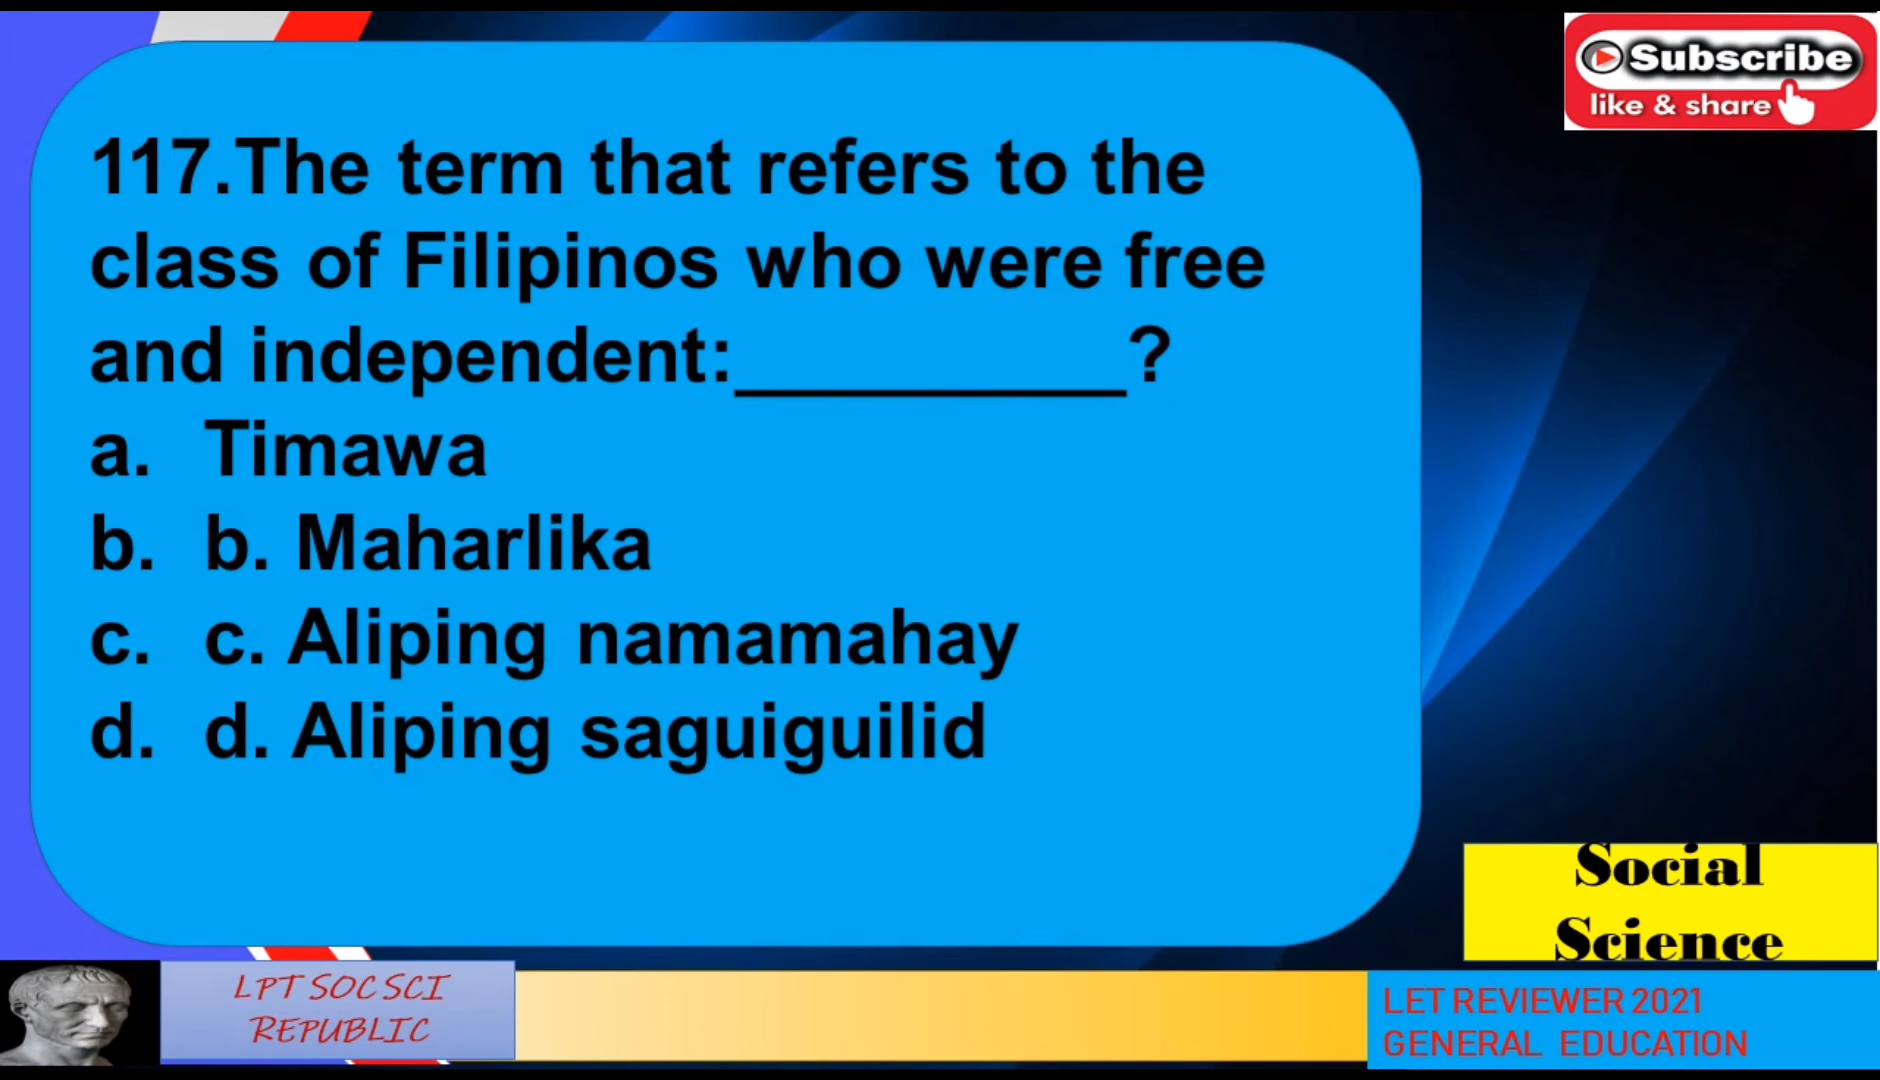 117.The term that refers to the
class of Filipinos who were free
and independent:__________?
a. Timawa
b. b. Maharlika
c. c. Aliping namamahay
d. d. Aliping saguiguilid
Subscribe
like & share
Social
Science
LPT SOC SCI
REPUBLIC
LET REVIEWER 2021
GENERAL EDUCATION